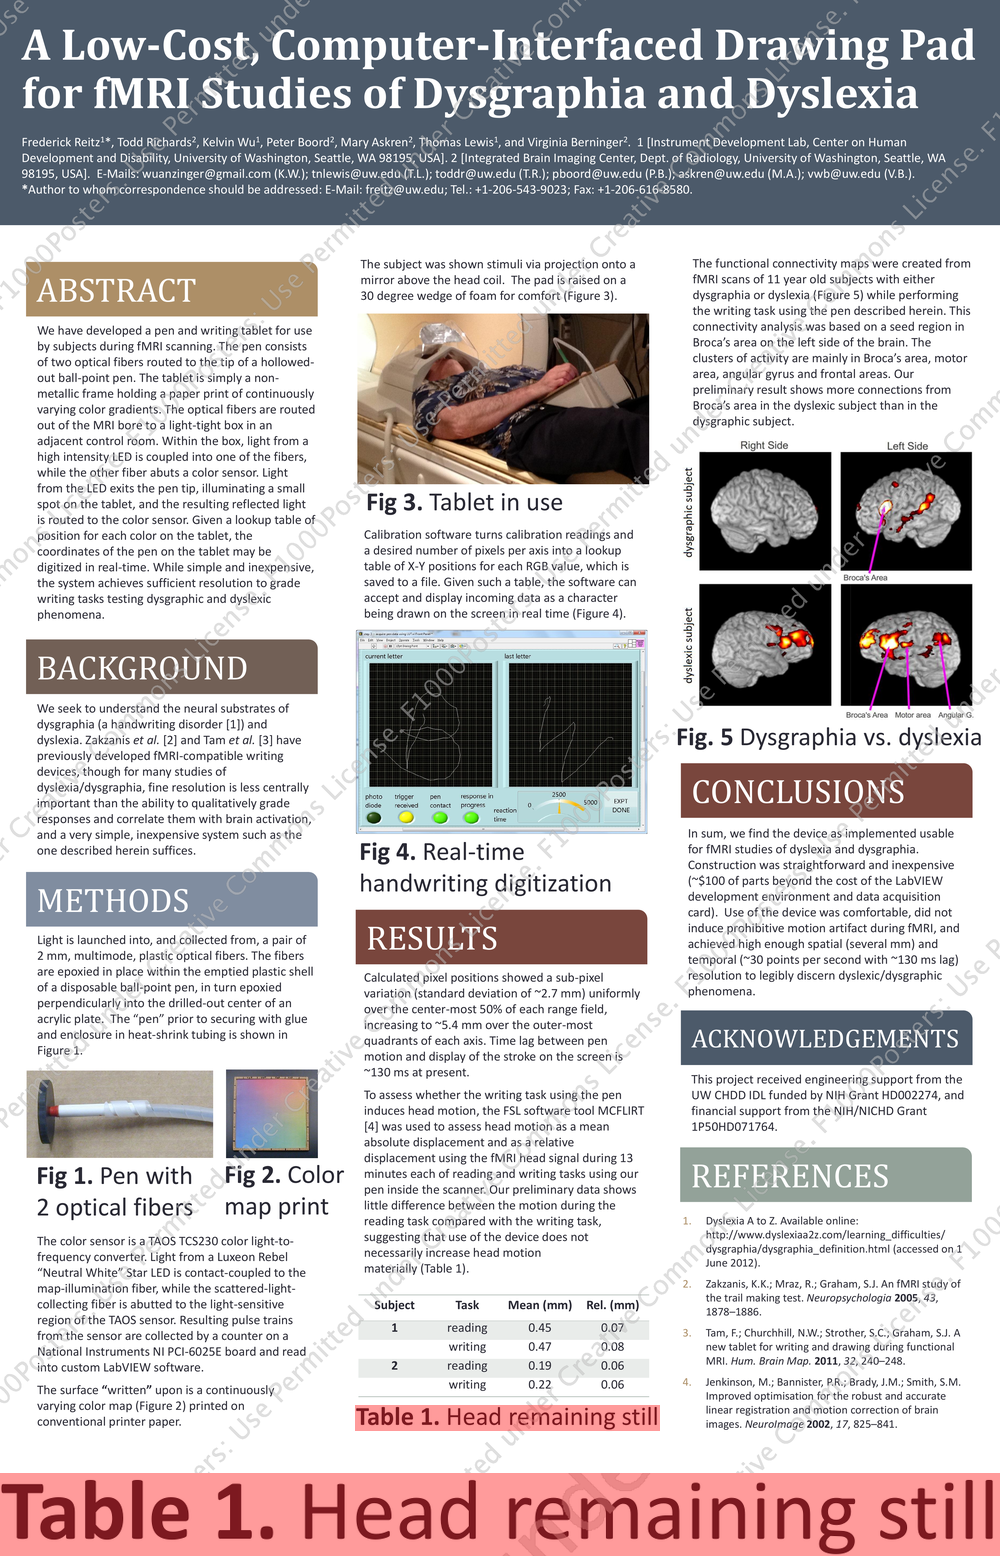 A Low-Cost, Computer-Interfaced Drawing Pad
for fMRI Studies of Dysgraphia and Dyslexia
Frederick Reitz¹*, Todd Richards², Kelvin Wu¹, Peter Boord², Mary Askren², Thomas Lewis¹, and Virginia Berninger². 1 [Instrument Development Lab, Center on Human
Development and Disability, University of Washington, Seattle, WA 98195, USA]. 2 [Integrated Brain Imaging Center, Dept. of Radiology, University of Washington, Seattle, WA
98195, USA]. E-Mails: wuanzinger@gmail.com (K.W.); tnlewis@uw.edu (T.L.); toddr@uw.edu (T.R.); pboord@uw.edu (P.B.); askren@uw.edu (M.A.); vwb@uw.edu (V.B.).
*Author to whom correspondence should be addressed: E-Mail: freitz@uw.edu; Tel.: +1-206-543-9023; Fax: +1-206-616-8580.
ABSTRACT
We have developed a pen and writing tablet for use
by subjects during fMRI scanning. The pen consists
of two optical fibers routed to the tip of a hollowed-
out ball-point pen. The tablet is simply a non-
metallic frame holding a paper print of continuously
varying color gradients. The optical fibers are routed
out of the MRI bore to a light-tight box in an
adjacent control room. Within the box, light from a
high intensity LED is coupled into one of the fibers,
while the other fiber abuts a color sensor. Light
from the LED exits the pen tip, illuminating a small
spot on the tablet, and the resulting reflected light
is routed to the color sensor. Given a lookup table of
position for each color on the tablet, the
coordinates of the pen on the tablet may be
digitized in real-time. While simple and inexpensive,
the system achieves sufficient resolution to grade
writing tasks testing dysgraphic and dyslexic
phenomena.
BACKGROUND
We seek to understand the neural substrates of
dysgraphia (a handwriting disorder [1]) and
dyslexia. Zakzanis et al. [2] and Tam et al. [3] have
previously developed fMRI-compatible writing
devices, though for many studies of
dyslexia/dysgraphia, fine resolution is less centrally
important than the ability to qualitatively grade
responses and correlate them with brain activation,
and a very simple, inexpensive system such as the
one described herein suffices.
METHODS
Light is launched into, and collected from, a pair of
2 mm, multimode, plastic optical fibers. The fibers
are epoxied in place within the emptied plastic shell
of a disposable ball-point pen, in turn epoxied
perpendicularly into the drilled-out center of an
acrylic plate. The “pen” prior to securing with glue
and enclosure in heat-shrink tubing is shown in
Figure 1.
Fig 1. Pen with
2 optical fibers
Fig 2. Color
map print
The color sensor is a TAOS TCS230 color light-to-
frequency converter. Light from a Luxeon Rebel
“Neutral White” Star LED is contact-coupled to the
map-illumination fiber, while the scattered-light-
collecting fiber is abutted to the light-sensitive
region of the TAOS sensor. Resulting pulse trains
from the sensor are collected by a counter on a
National Instruments NI PCI-6025E board and read
into custom LabVIEW software.
The surface “written” upon is a continuously
varying color map (Figure 2) printed on
conventional printer paper.
The subject was shown stimuli via projection onto a
mirror above the head coil. The pad is raised on a
30 degree wedge of foam for comfort (Figure 3).
Fig 3. Tablet in use
Calibration software turns calibration readings and
a desired number of pixels per axis into a lookup
table of X-Y positions for each RGB value, which is
saved to a file. Given such a table, the software can
accept and display incoming data as a character
being drawn on the screen in real time (Figure 4).
current letter
last letter
photo diode
trigger received
pen contact
response in progress
reaction time
0 2500 5000
EXPT DONE
Fig 4. Real-time
handwriting digitization
RESULTS
Calculated pixel positions showed a sub-pixel
variation (standard deviation of ~2.7 mm) uniformly
over the center-most 50% of each range field,
increasing to ~5.4 mm over the outer-most
quadrants of each axis. Time lag between pen
motion and display of the stroke on the screen is
~130 ms at present.
To assess whether the writing task using the pen
induces head motion, the FSL software tool MCFLIRT
[4] was used to assess head motion as a mean
absolute displacement and as a relative
displacement using the fMRI head signal during 13
minutes each of reading and writing tasks using our
pen inside the scanner. Our preliminary data shows
little difference between the motion during the
reading task compared with the writing task,
suggesting that use of the device does not
necessarily increase head motion
materially (Table 1).
Subject Task Mean (mm) Rel. (mm)
1 reading 0.45 0.07
writing 0.47 0.08
2 reading 0.19 0.06
writing 0.22 0.06
Table 1. Head remaining still
The functional connectivity maps were created from
fMRI scans of 11 year old subjects with either
dysgraphia or dyslexia (Figure 5) while performing
the writing task using the pen described herein. This
connectivity analysis was based on a seed region in
Broca's area on the left side of the brain. The
clusters of activity are mainly in Broca's area, motor
area, angular gyrus and frontal areas. Our
preliminary result shows more connections from
Broca's area in the dyslexic subject than in the
dysgraphic subject.
Right Side
Left Side
dysgraphic subject
Broca's Area
dyslexic subject
Broca's Area Motor area Angular G.
Fig. 5 Dysgraphia vs. dyslexia
CONCLUSIONS
In sum, we find the device as implemented usable
for fMRI studies of dyslexia and dysgraphia.
Construction was straightforward and inexpensive
(~$100 of parts beyond the cost of the LabVIEW
development environment and data acquisition
card). Use of the device was comfortable, did not
induce prohibitive motion artifact during fMRI, and
achieved high enough spatial (several mm) and
temporal (~30 points per second with ~130 ms lag)
resolution to legibly discern dyslexic/dysgraphic
phenomena.
ACKNOWLEDGEMENTS
This project received engineering support from the
UW CHDD IDL funded by NIH Grant HD002274, and
financial support from the NIH/NICHD Grant
1P50HD071764.
REFERENCES
1. Dyslexia A to Z. Available online:
http://www.dyslexiaa2z.com/learning_difficulties/
dysgraphia/dysgraphia_definition.html (accessed on 1
June 2012).
2. Zakzanis, K.K.; Mraz, R.; Graham, S.J. An fMRI study of
the trail making test. Neuropsychologia 2005, 43,
1878–1886.
3. Tam, F.; Churchill, N.W.; Strother, S.C.; Graham, S.J. A
new tablet for writing and drawing during functional
MRI. Hum. Brain Map. 2011, 32, 240–248.
4. Jenkinson, M.; Bannister, P.R.; Brady, J.M.; Smith, S.M.
Improved optimisation for the robust and accurate
linear registration and motion correction of brain
images. NeuroImage 2002, 17, 825–841.
F1000Posters: Use Permitted under Creative Commons License.
Table 1. Head remaining still